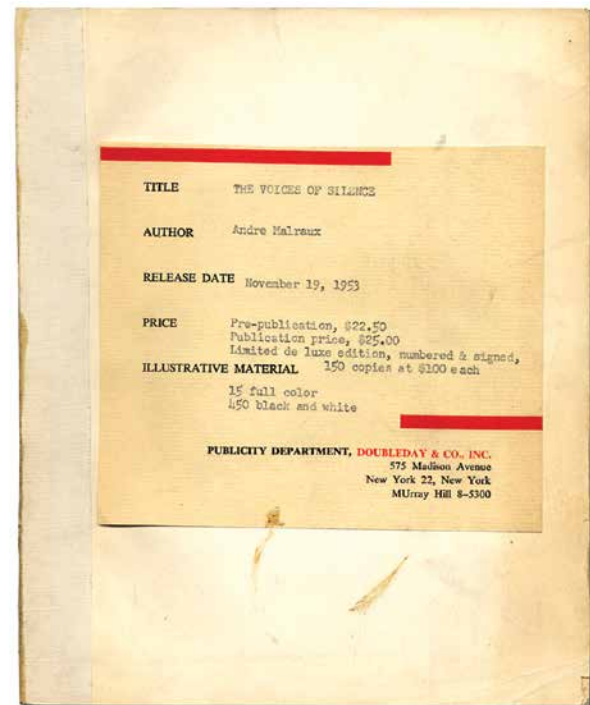 TITLE THE VOICES OF SILENCE
AUTHOR Andre Malraux
RELEASE DATE November 19, 1953
PRICE Pre-publication, $22.50
Publication price, $25.00
Limited de luxe edition, numbered & signed,
ILLUSTRATIVE MATERIAL 150 copies at $100 each
15 full color
450 black and white
PUBLICITY DEPARTMENT, DOUBLEDAY & CO., INC.
575 Madison Avenue
New York 22, New York
MUrray Hill 8-5300